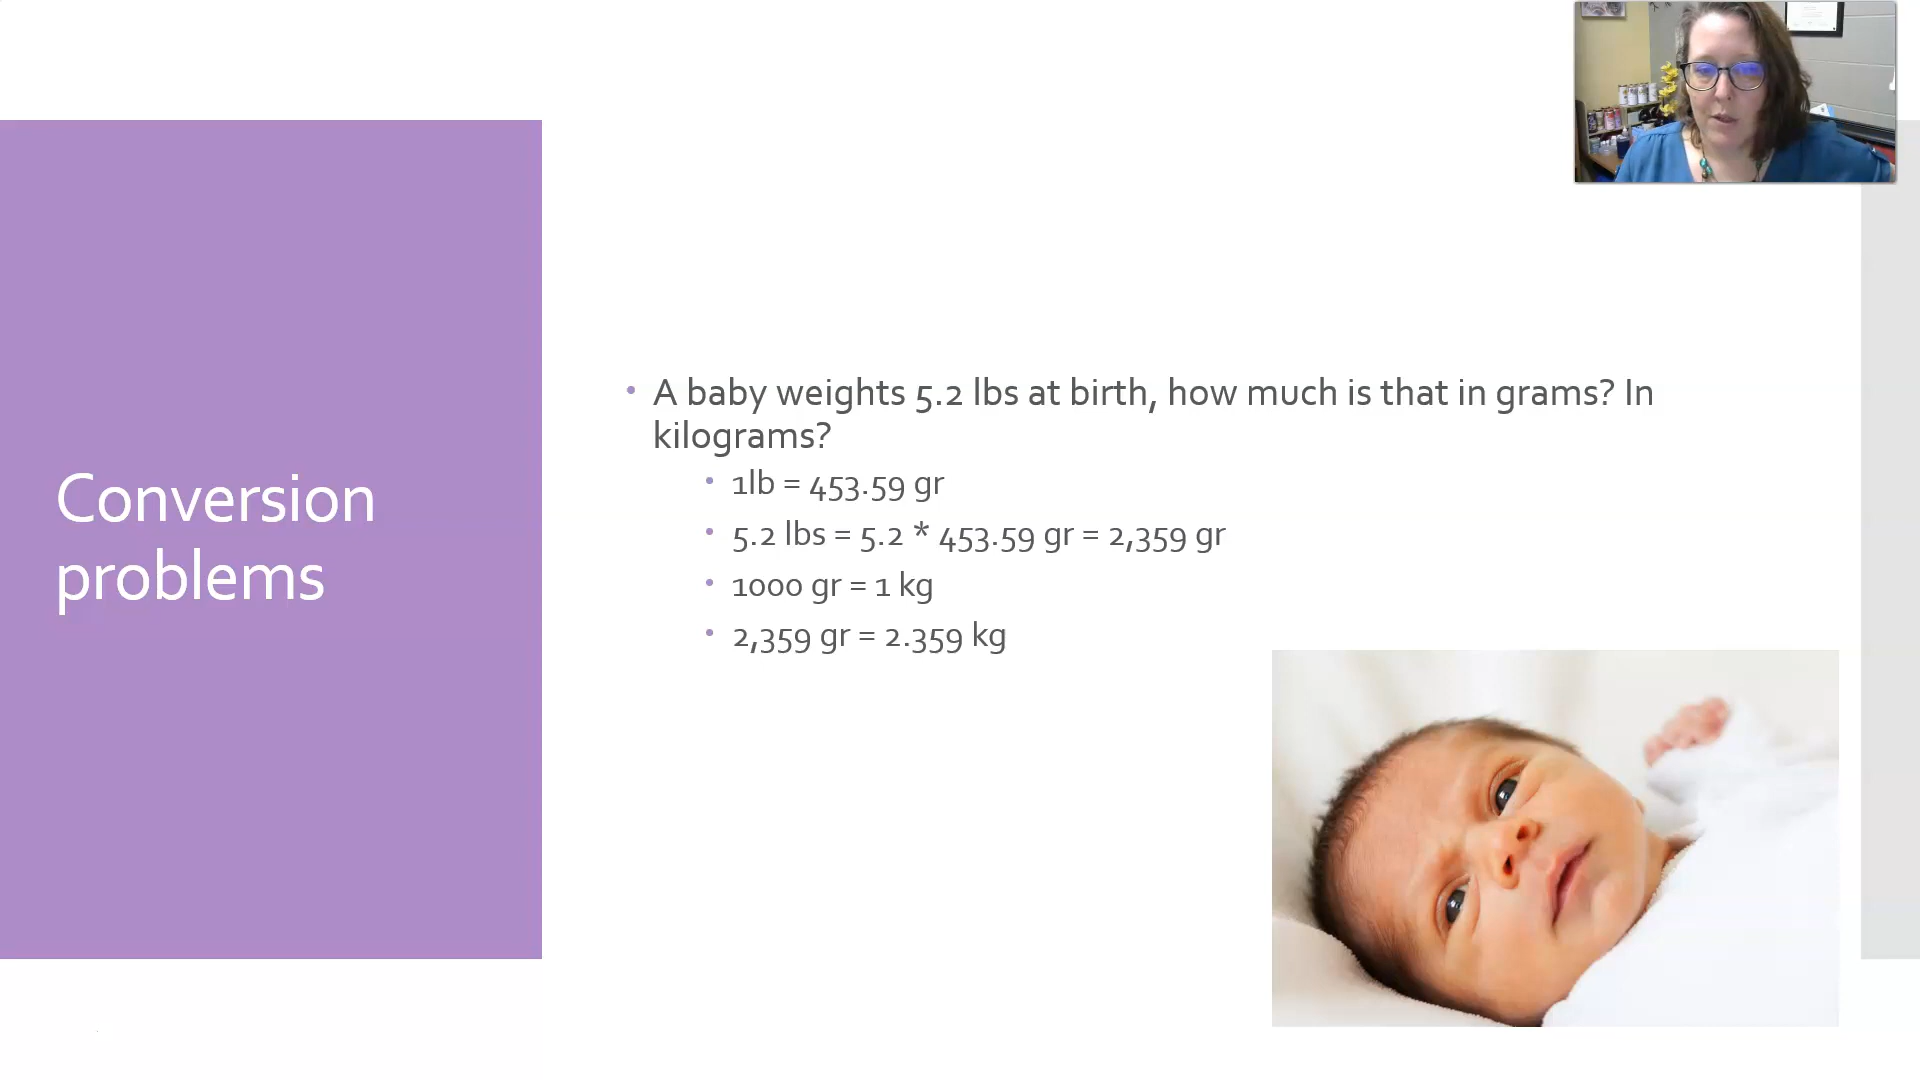 Conversion
problems
A baby weights 5.2 lbs at birth, how much is that in grams? In
kilograms?
1lb = 453.59 gr
5.2 lbs = 5.2 * 453.59 gr = 2,359 gr
1000 gr = 1 kg
2,359 gr = 2.359 kg